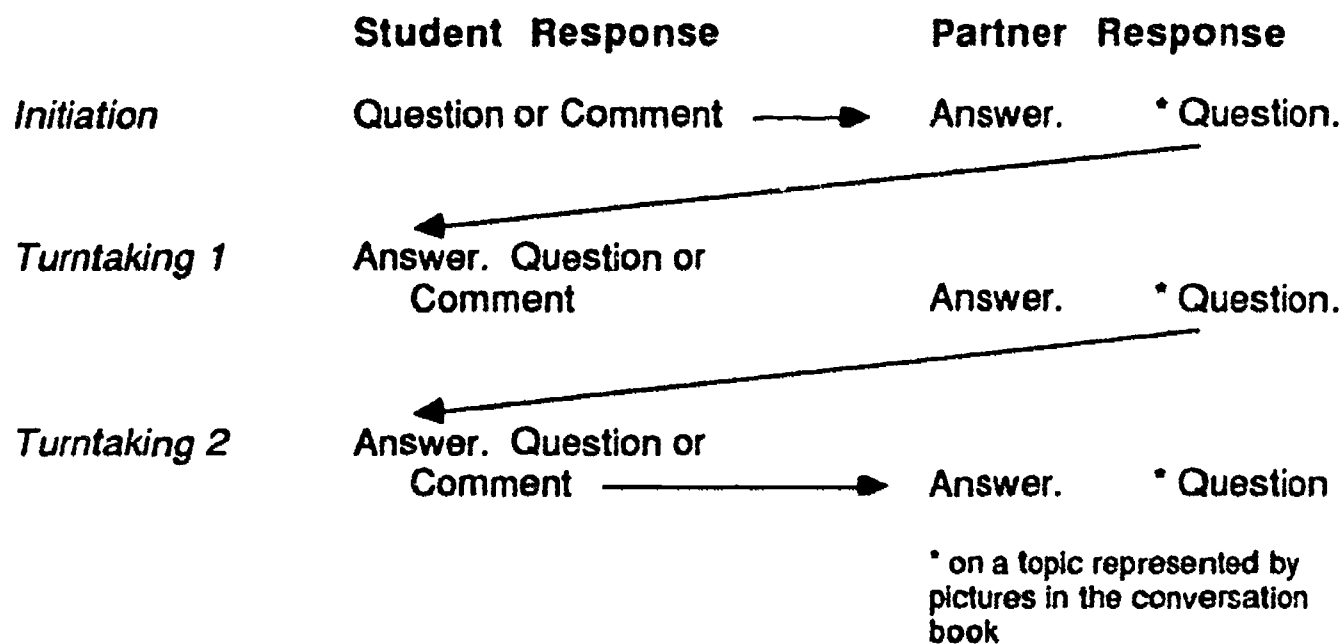 Student Response Partner Response
Initiation Question or Comment Answer. * Question.
Turntaking 1 Answer. Question or
Comment Answer. * Question.
Turntaking 2 Answer. Question or
Comment Answer. * Question
* on a topic represented by
pictures in the conversation
book